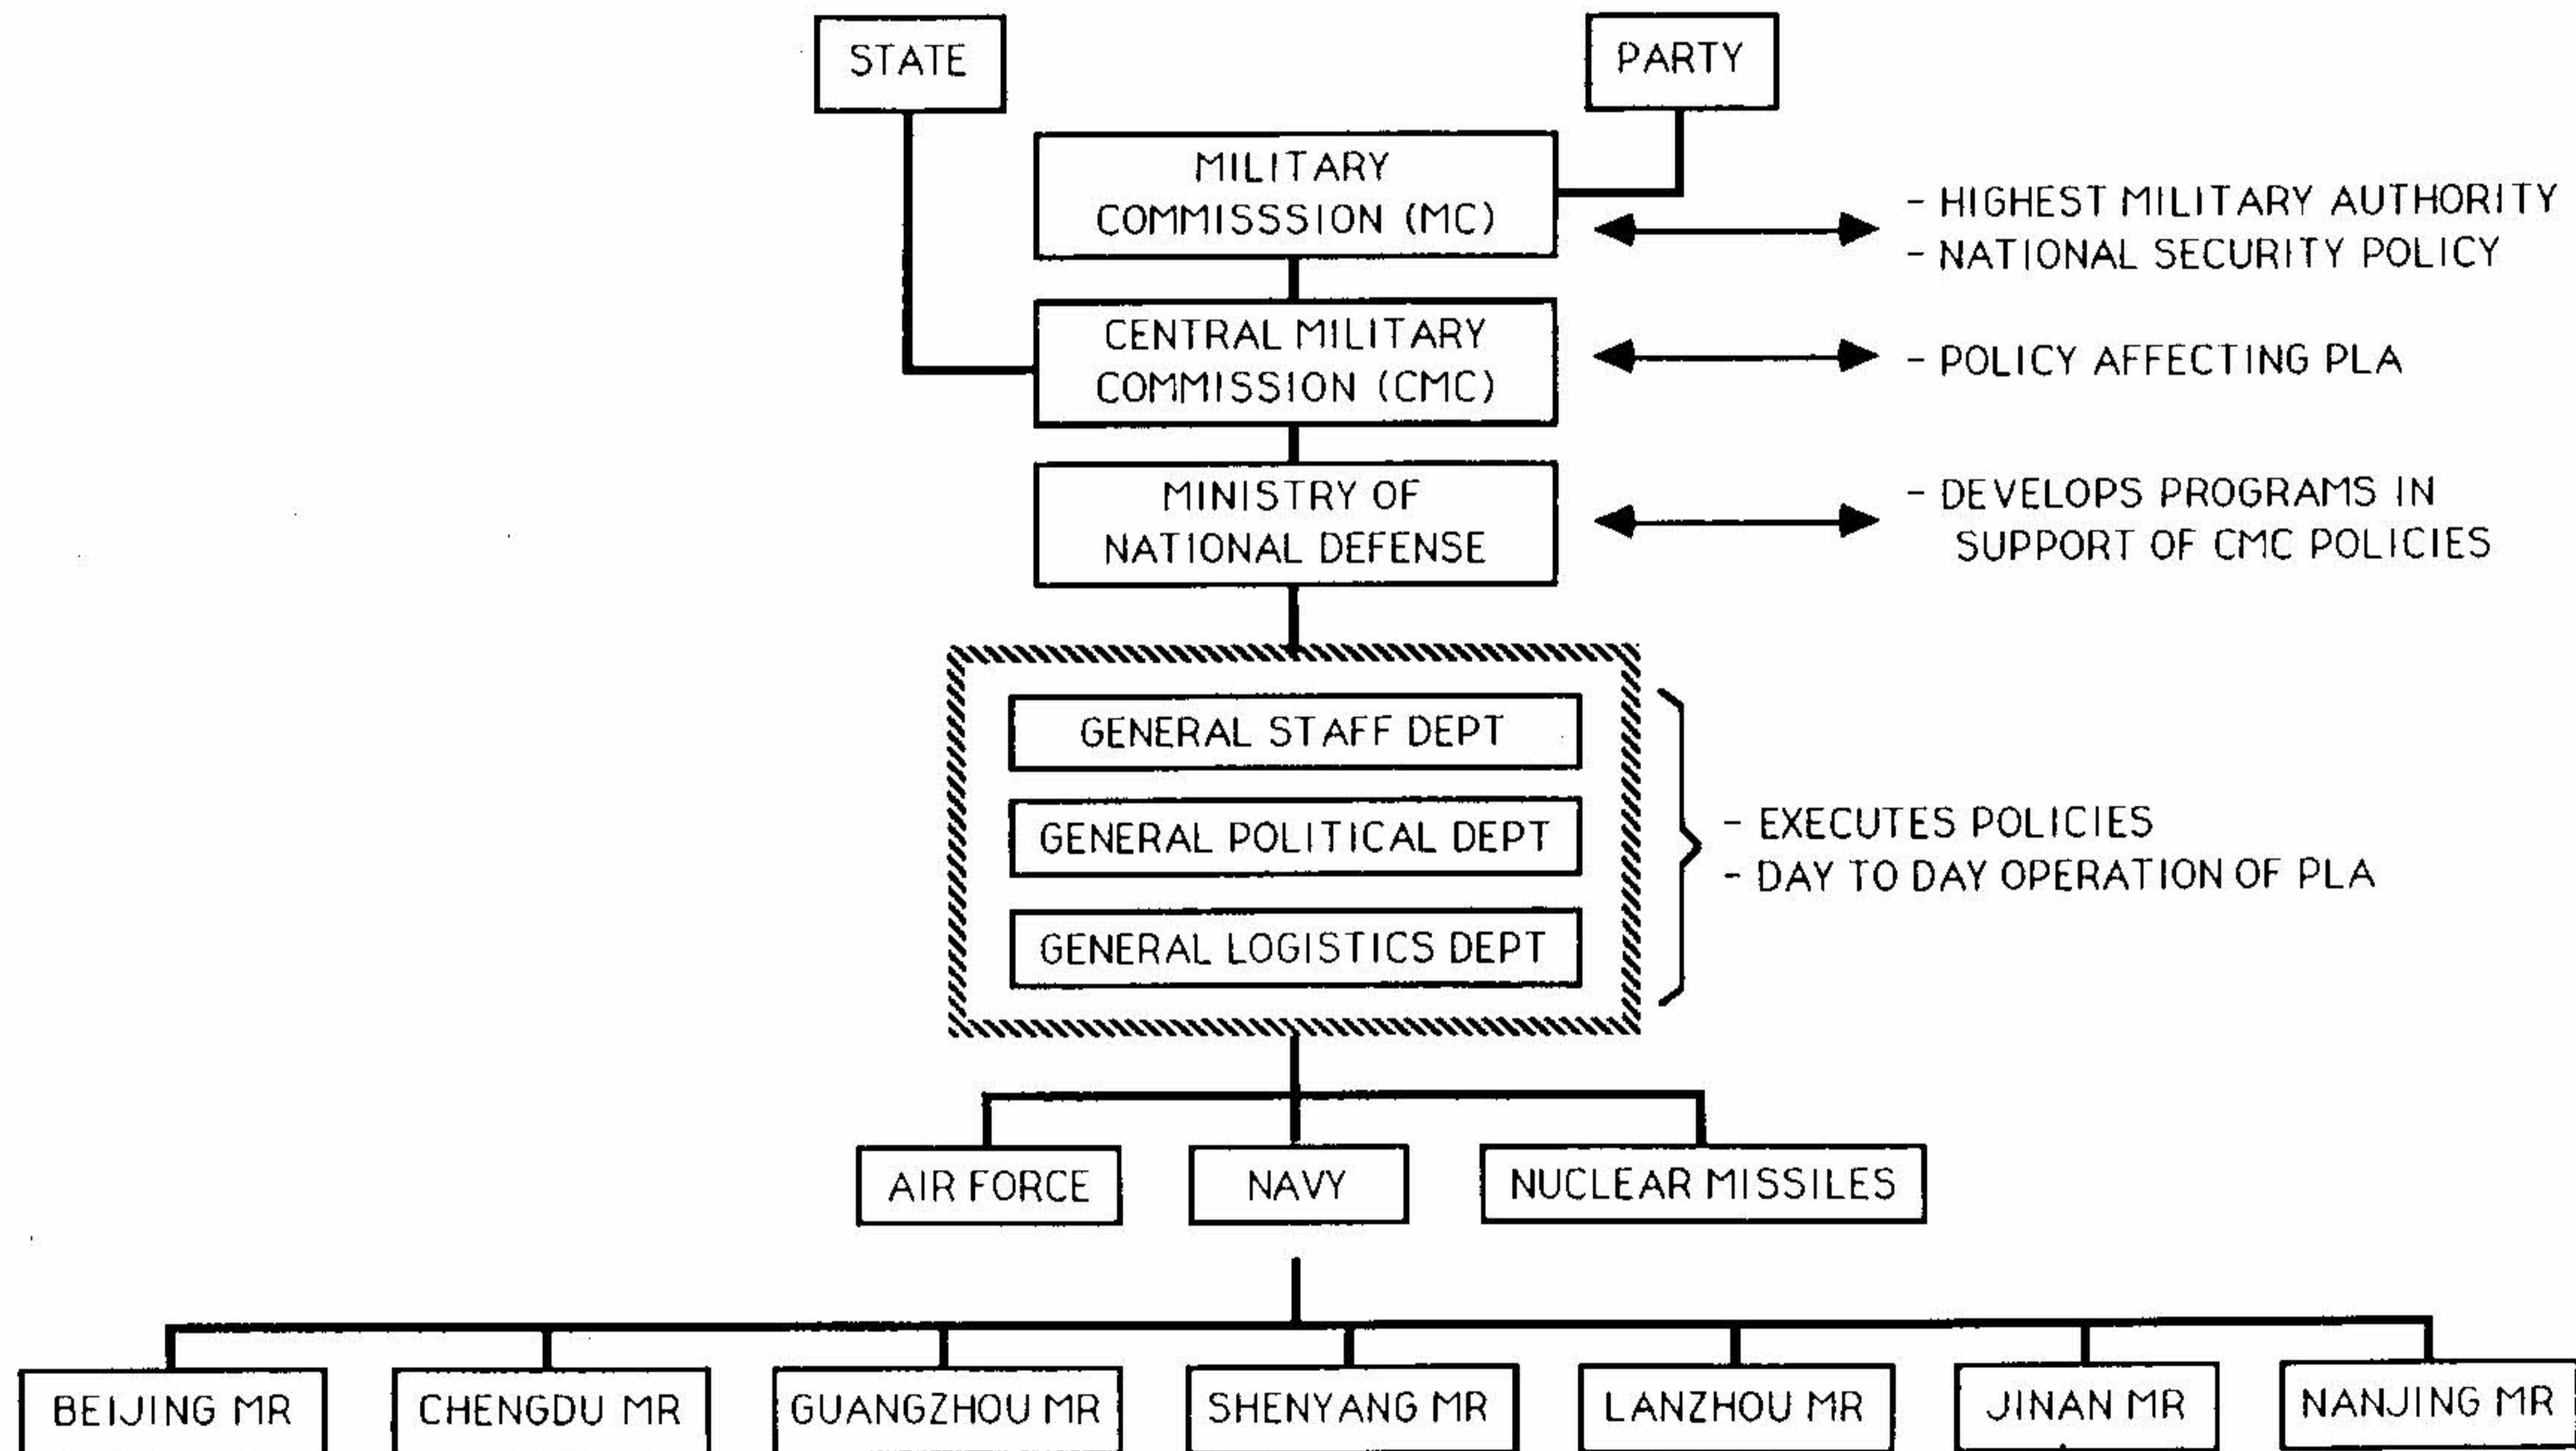 STATE
PARTY
MILITARY
COMMISSSION (MC)
- HIGHEST MILITARY AUTHORITY
- NATIONAL SECURITY POLICY
CENTRAL MILITARY
COMMISSION (CMC)
- POLICY AFFECTING PLA
MINISTRY OF
NATIONAL DEFENSE
- DEVELOPS PROGRAMS IN
SUPPORT OF CMC POLICIES
GENERAL STAFF DEPT
GENERAL POLITICAL DEPT
GENERAL LOGISTICS DEPT
- EXECUTES POLICIES
- DAY TO DAY OPERATION OF PLA
AIR FORCE
NAVY
NUCLEAR MISSILES
BEIJING MR
CHENGDU MR
GUANGZHOU MR
SHENYANG MR
LANZHOU MR
JINAN MR
NANJING MR